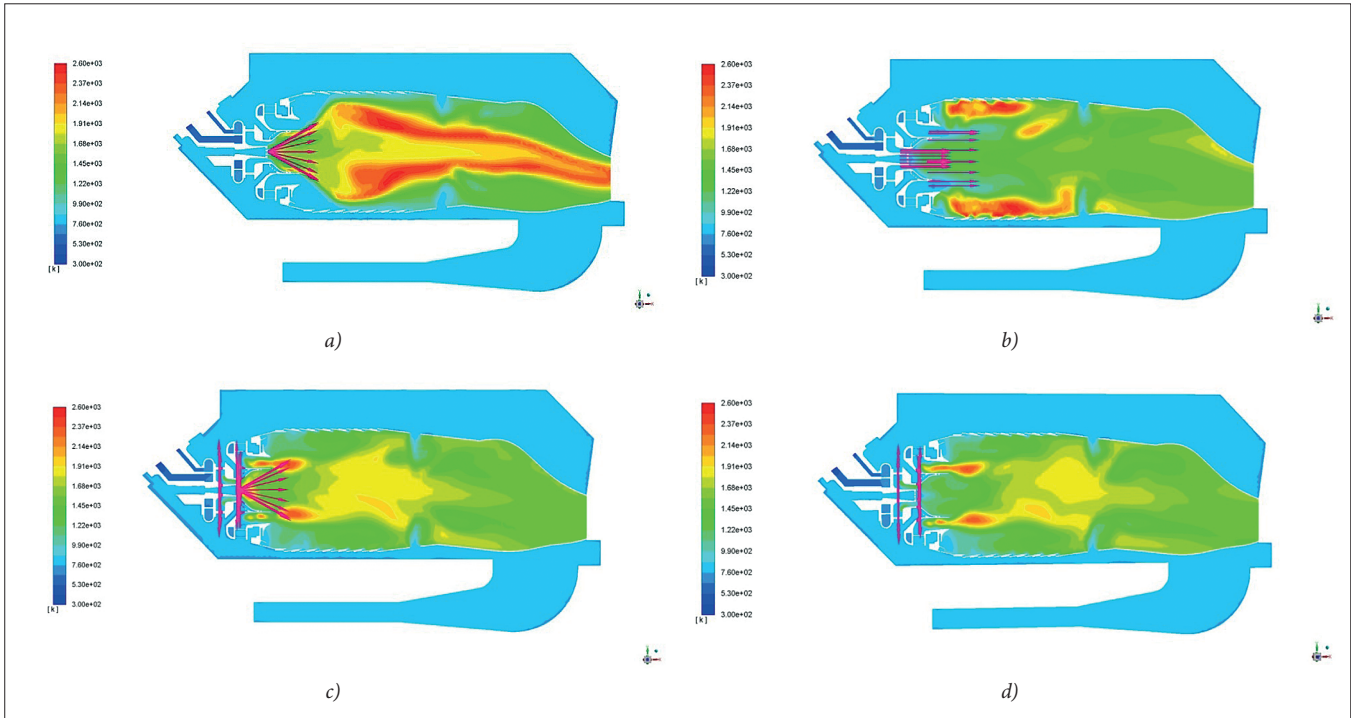 2.60e+03
2.37e+03
2.14e+03
1.91e+03
1.68e+03
1.45e+03
1.22e+03
9.90e+02
7.60e+02
5.30e+02
3.00e+02
[k]
a)
2.60e+03
2.37e+03
2.14e+03
1.91e+03
1.68e+03
1.45e+03
1.22e+03
9.90e+02
7.60e+02
5.30e+02
3.00e+02
[k]
b)
2.60e+03
2.37e+03
2.14e+03
1.91e+03
1.68e+03
1.45e+03
1.22e+03
9.90e+02
7.60e+02
5.30e+02
3.00e+02
[k]
c)
2.60e+03
2.37e+03
2.14e+03
1.91e+03
1.68e+03
1.45e+03
1.22e+03
9.90e+02
7.60e+02
5.30e+02
3.00e+02
[k]
d)